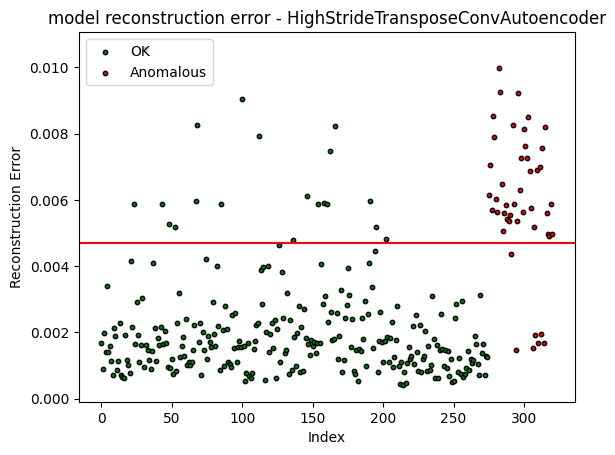 model reconstruction error - HighStrideTransposeConvAutoencoder
OK
Anomalous
0.010
0.008
0.006
0.004
0.002
0.000
Reconstruction Error
0 50 100 150 200 250 300
Index